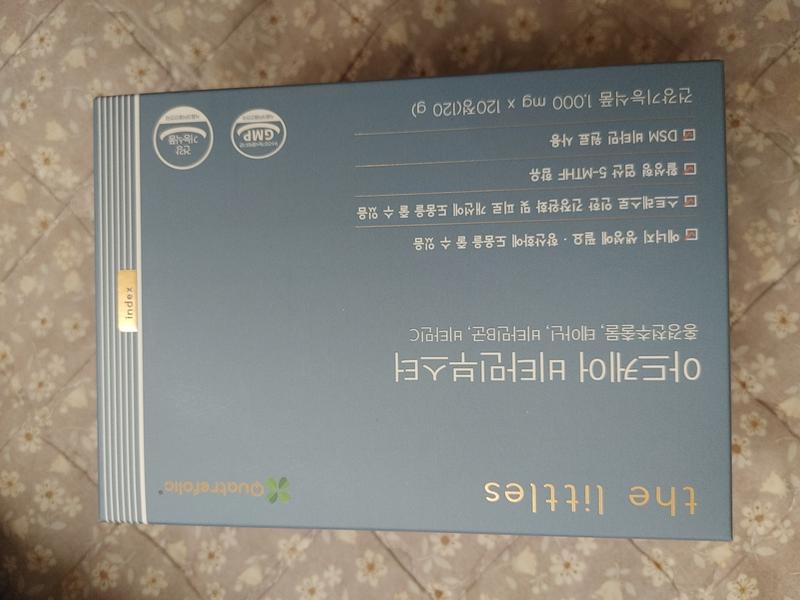 the littles
Quatrefolic®
아드케어 비타민부스터
홍경천추출물, 테아닌, 비타민B군, 비타민C
에너지 생성에 필요 · 항산화에 도움을 줄 수 있음
스트레스로 인한 긴장완화 및 피로 개선에 도움을 줄 수 있음
활성형 엽산 5-MTHF 함유
DSM 비타민 원료 사용
건강기능식품 1,000 mg x 120정(120 g)
index
GMP
건강
기능식품